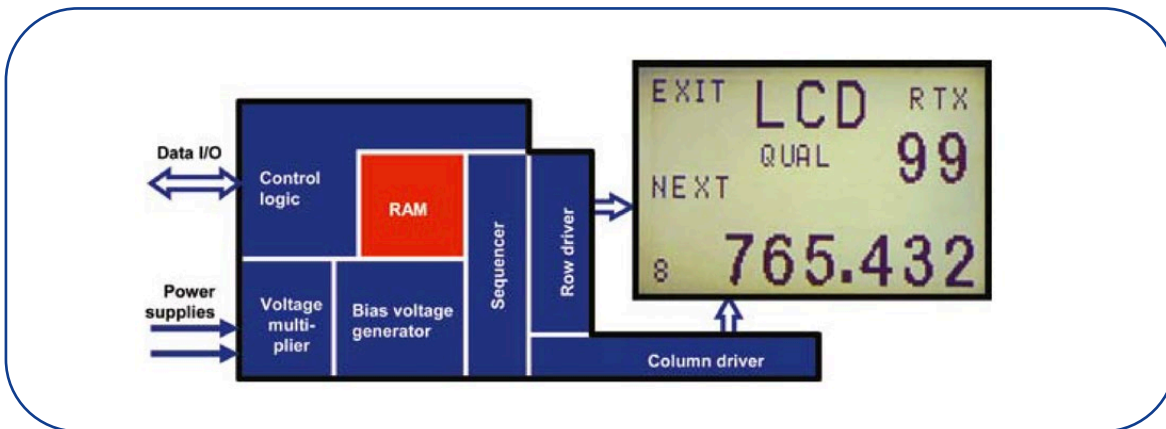 Data I/O
Control
logic
RAM
Power
supplies
Voltage
multi-
plier
Bias voltage
generator
Sequencer
Row driver
Column driver
EXIT
LCD
RTX
QUAL
99
NEXT
8
765.432